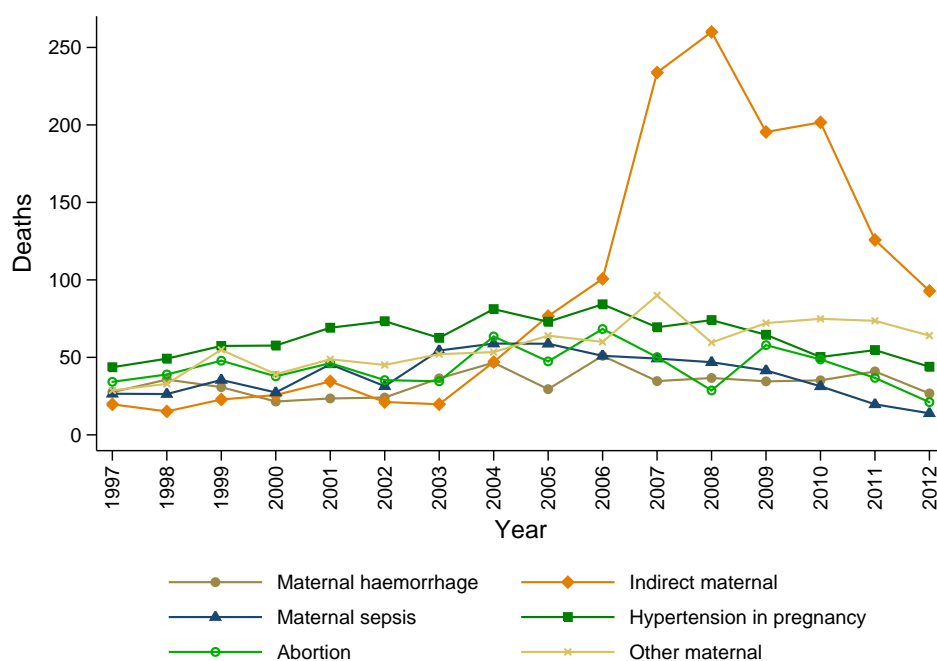 250
200
150
100
50
0
Deaths
1997
1998
1999
2000
2001
2002
2003
2004
2005
2006
2007
2008
2009
2010
2011
2012
Year
Maternal haemorrhage
Indirect maternal
Maternal sepsis
Hypertension in pregnancy
Abortion
Other maternal